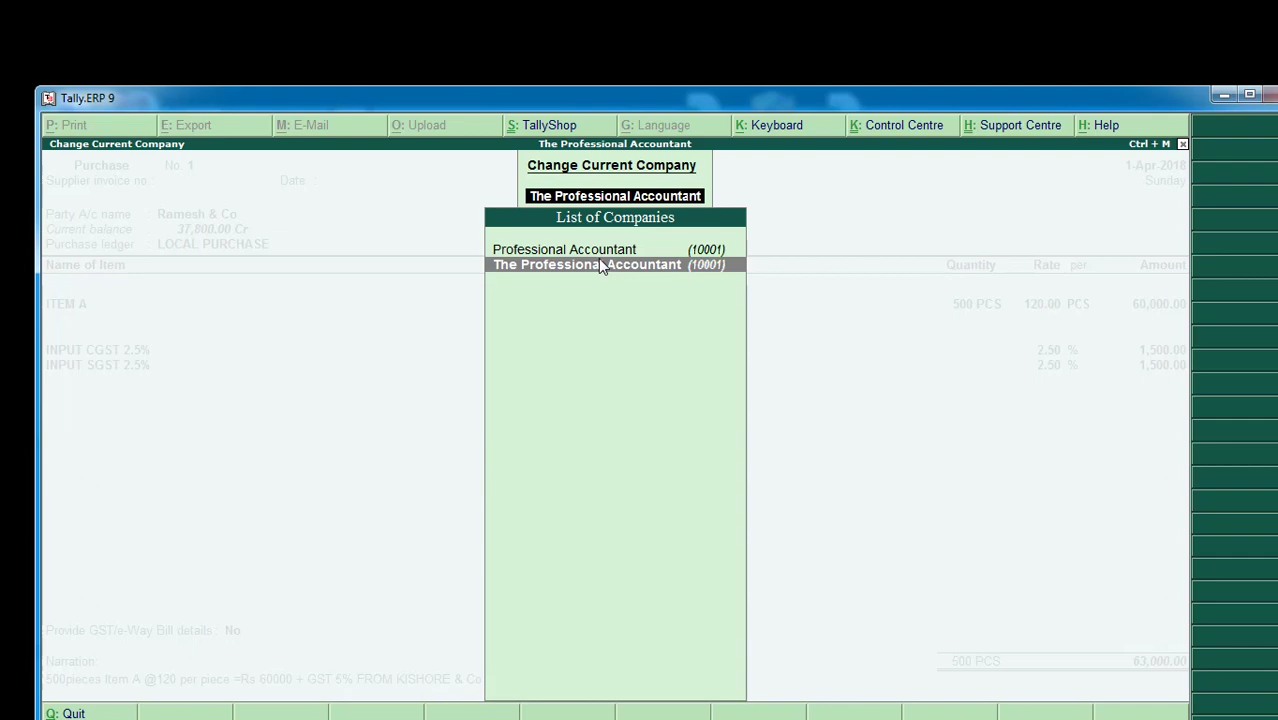 Tally.ERP 9
P: Print E: Export M: E-Mail O: Upload S: TallyShop G: Language K: Keyboard K: Control Centre H: Support Centre H: Help
Change Current Company The Professional Accountant Ctrl + M
Purchase No. 1 Change Current Company 1-Apr-2018
Supplier invoice no.: Date : Sunday
The Professional Accountant
Party A/c name : Ramesh & Co
List of Companies
Current balance : 37,800.00 Cr
Purchase ledger : LOCAL PURCHASE
Professional Accountant (10001)
Name of Item The Professional Accountant (10001) Quantity Rate per Amount
ITEM A 500 PCS 120.00 PCS 60,000.00
INPUT CGST 2.5% 2.50 % 1,500.00
INPUT SGST 2.5% 2.50 % 1,500.00
Provide GST/e-Way Bill details : No
Narration: 500 PCS 63,000.00
500pieces Item A @120 per piece =Rs 60000 + GST 5% FROM KISHORE & Co
Q: Quit